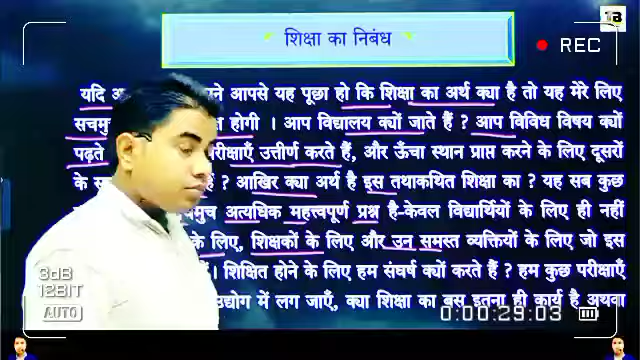 शिक्षा का निबंध
TB
REC
यदि ने आपसे यह पूछा हो कि शिक्षा का अर्थ क्या है तो यह मेरे लिए
सचमु होगी । आप विद्यालय क्यों जाते हैं ? आप विविध विषय क्यों
पढ़ते रीक्षाएँ उत्तीर्ण करते हैं, और ऊँचा स्थान प्राप्त करने के लिए दूसरों
के ? आखिर क्या अर्थ है इस तथाकथित शिक्षा का ? यह सब कुछ
मुच अत्यधिक महत्त्वपूर्ण प्रश्न है-केवल विद्यार्थियों के लिए ही नहीं
के लिए, शिक्षकों के लिए और उन समस्त व्यक्तियों के लिए जो इस
। शिक्षित होने के लिए हम संघर्ष क्यों करते हैं ? हम कुछ परीक्षाएँ
द्योग में लग जाएँ, क्या शिक्षा का बस इतना ही कार्य है अथवा
3dB
12BIT
AUTO
0:00:29:03